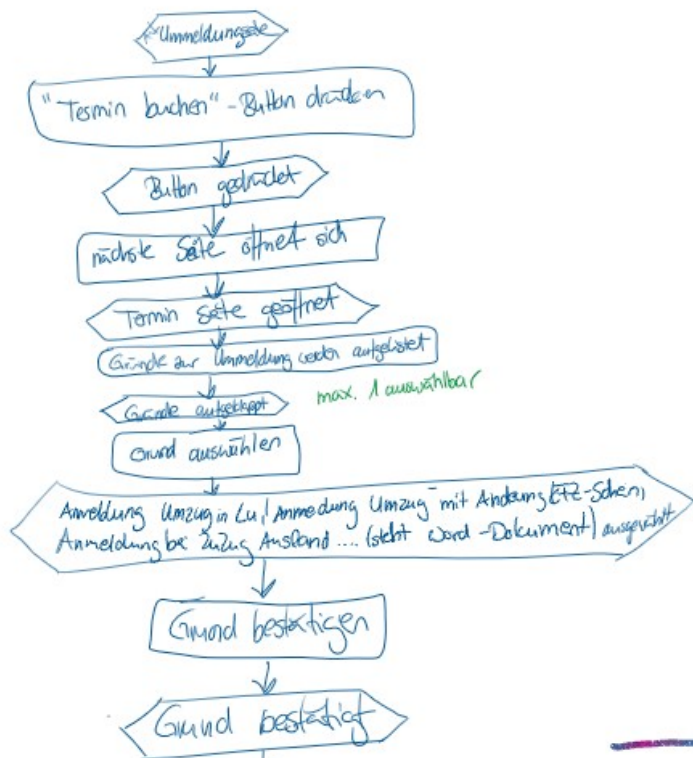 Ummeldungsseite
"Termin buchen" - Button drücken
Button gedrückt
nächste Seite öffnet sich
Termin Seite geöffnet
Gründe zur Ummeldung werden aufgelistet
max. 1 auswählbar
Gründe aufgeklappt
Grund auswählen
Anmeldung Umzug in Lu, Anmeldung Umzug mit Änderung KFZ-Schein,
Anmeldung bei Zuzug Ausland .... (steht Word-Dokument) ausgewählt
Grund bestätigen
Grund bestätigt